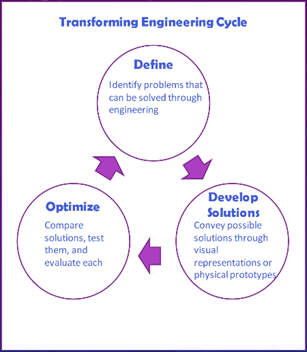 Transforming Engineering Cycle
Define
Identify problems that
can be solved through
engineering
Develop
Solutions
Convey possible
solutions through
visual
representations or
physical prototypes
Optimize
Compare
solutions, test
them, and
evaluate each